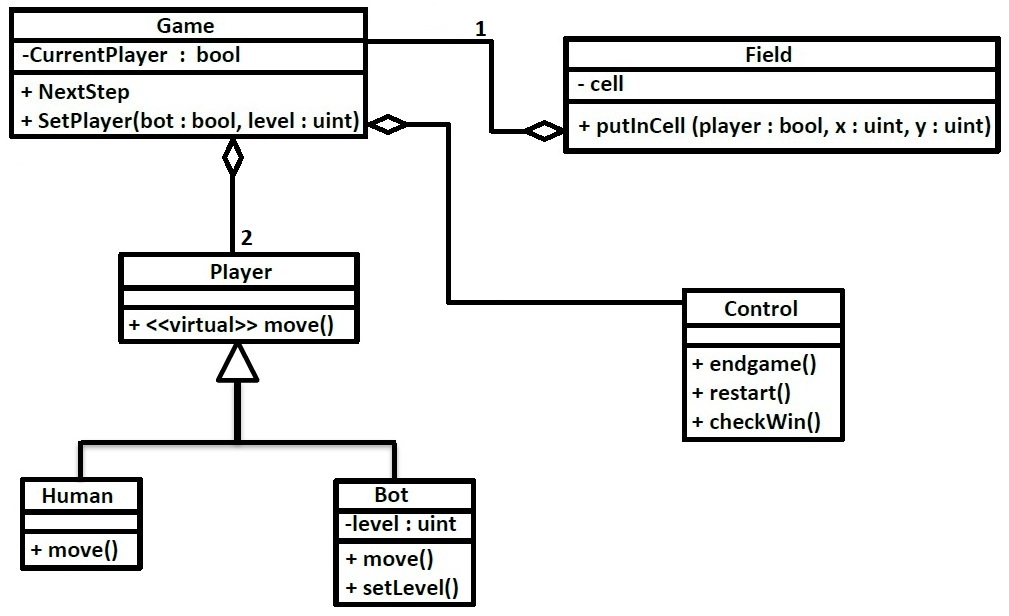 Game
-CurrentPlayer : bool
+ NextStep
+ SetPlayer(bot : bool, level : uint)
1
Field
- cell
+ putInCell (player : bool, x : uint, y : uint)
2
Player
+ <<virtual>> move()
Control
+ endgame()
+ restart()
+ checkWin()
Human
+ move()
Bot
-level : uint
+ move()
+ setLevel()